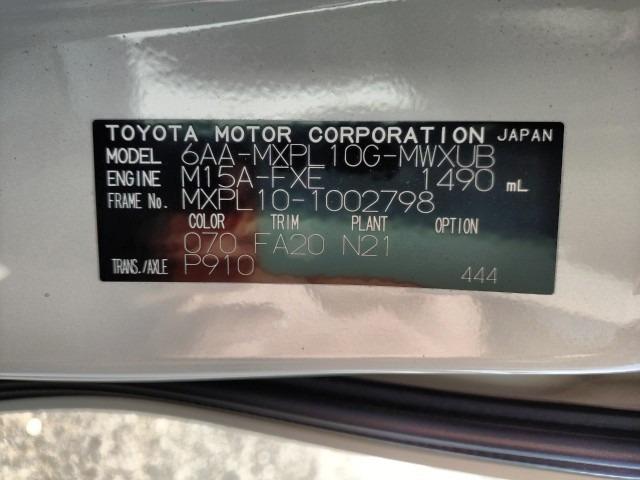 TOYOTA MOTOR CORPORATION JAPAN
MODEL 6AA-MXPL10G-MWXUB
ENGINE M15A-FXE 1490 mL
FRAME No. MXPL10-1002798
COLOR TRIM PLANT OPTION
070 FA20 N21
TRANS./AXLE P910 444